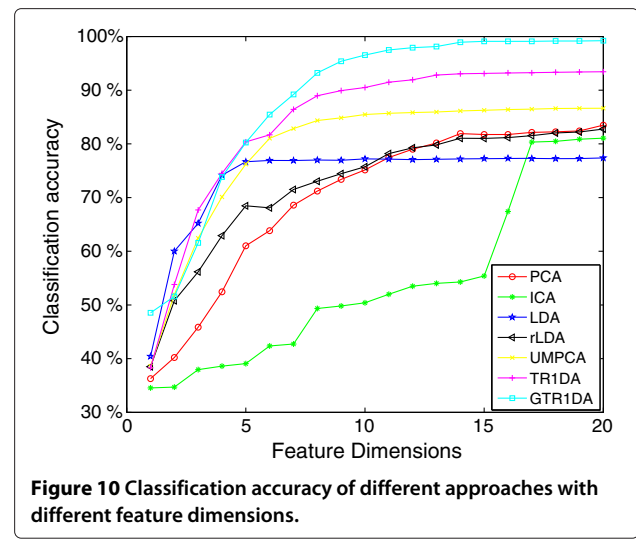 100%
90 %
80 %
70 %
60 %
50 %
40 %
30 %
Classification accuracy
0
5
10
15
20
Feature Dimensions
PCA
ICA
LDA
rLDA
UMPCA
TR1DA
GTR1DA
Figure 10 Classification accuracy of different approaches with
different feature dimensions.